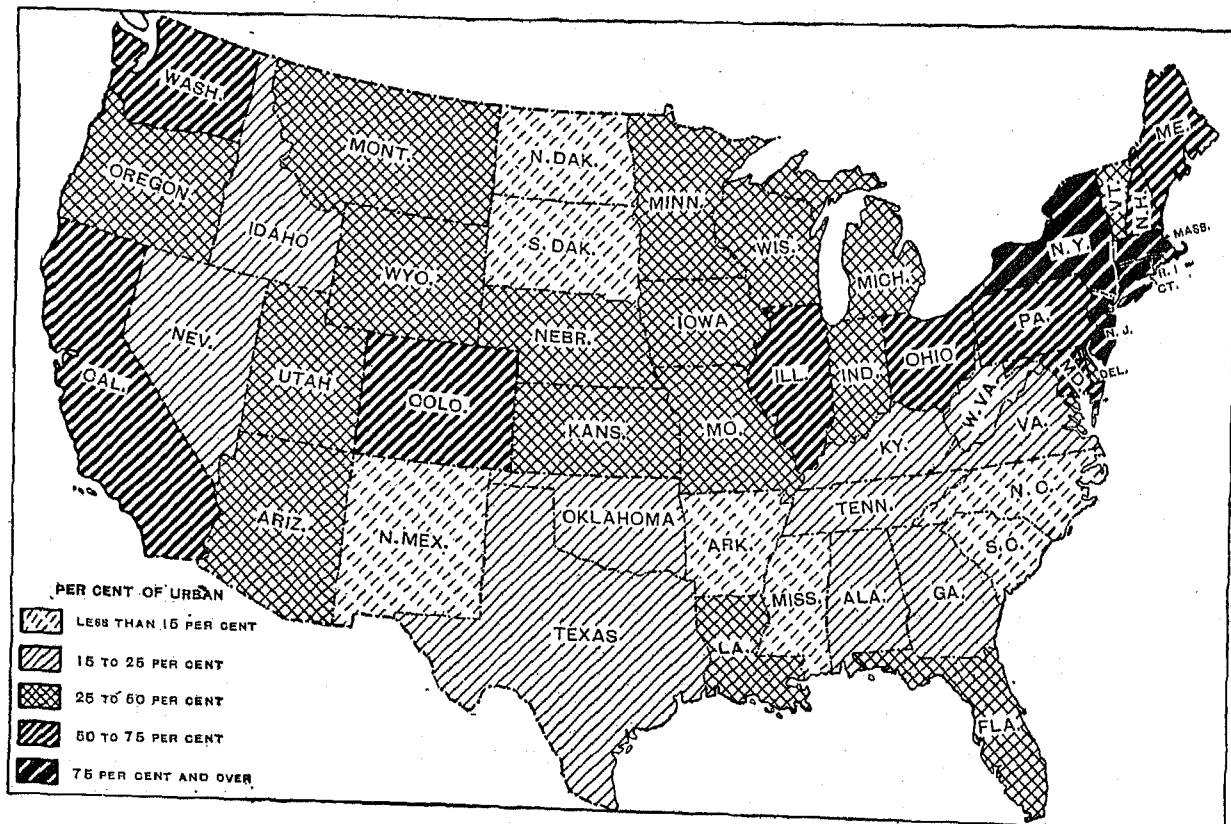 WASH.
OREGON
CAL.
NEV.
IDAHO
MONT.
WYO.
UTAH
COLO.
ARIZ.
N.MEX.
N.DAK.
S.DAK.
NEBR.
KANS.
OKLAHOMA
TEXAS
MINN.
IOWA
MO.
ARK.
LA.
WIS.
ILL.
MICH.
IND.
OHIO
KY.
TENN.
MISS.
ALA.
GA.
FLA.
S.C.
N.C.
VA.
W.VA.
MD.
DEL.
PA.
N.J.
N.Y.
CT.
R.I
MASS.
VT.
N.H.
ME.
PER CENT OF URBAN
LESS THAN 15 PER CENT
15 TO 25 PER CENT
25 TO 50 PER CENT
50 TO 75 PER CENT
75 PER CENT AND OVER